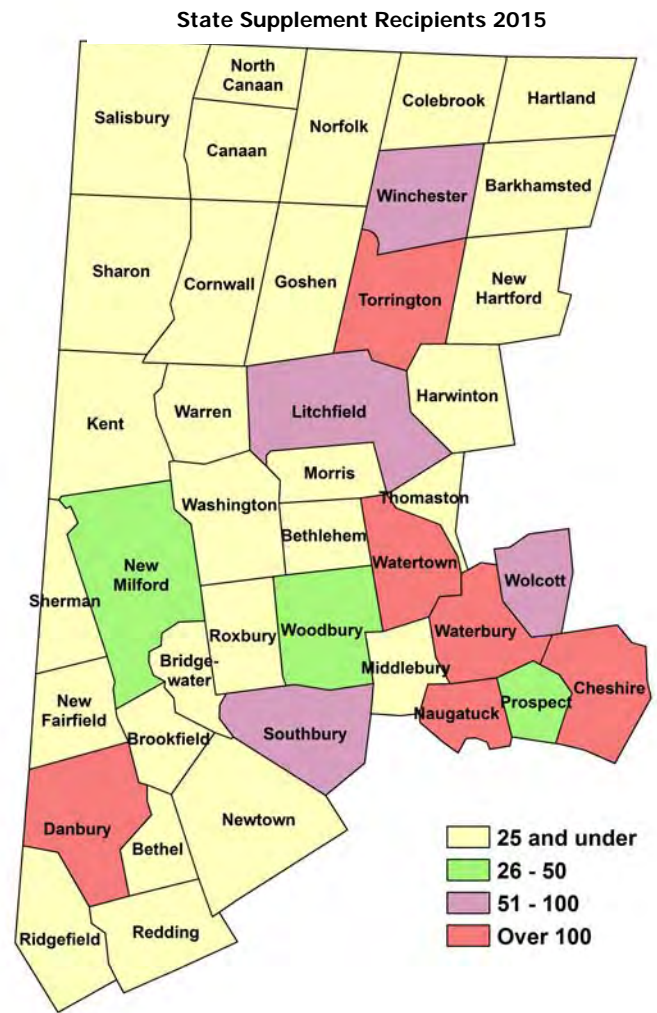 State Supplement Recipients 2015
North
Canaan
Salisbury
Colebrook
Hartland
Norfolk
Canaan
Winchester
Barkhamsted
Sharon
Cornwall
Goshen
Torrington
New
Hartford
Kent
Warren
Litchfield
Harwinton
Morris
Washington
Thomaston
Bethlehem
Watertown
New
Milford
Wolcott
Sherman
Roxbury
Woodbury
Waterbury
Bridge-
water
Middlebury
Cheshire
New
Fairfield
Prospect
Naugatuck
Brookfield
Southbury
Danbury
Newtown
Bethel
Ridgefield
Redding
25 and under
26 - 50
51 - 100
Over 100